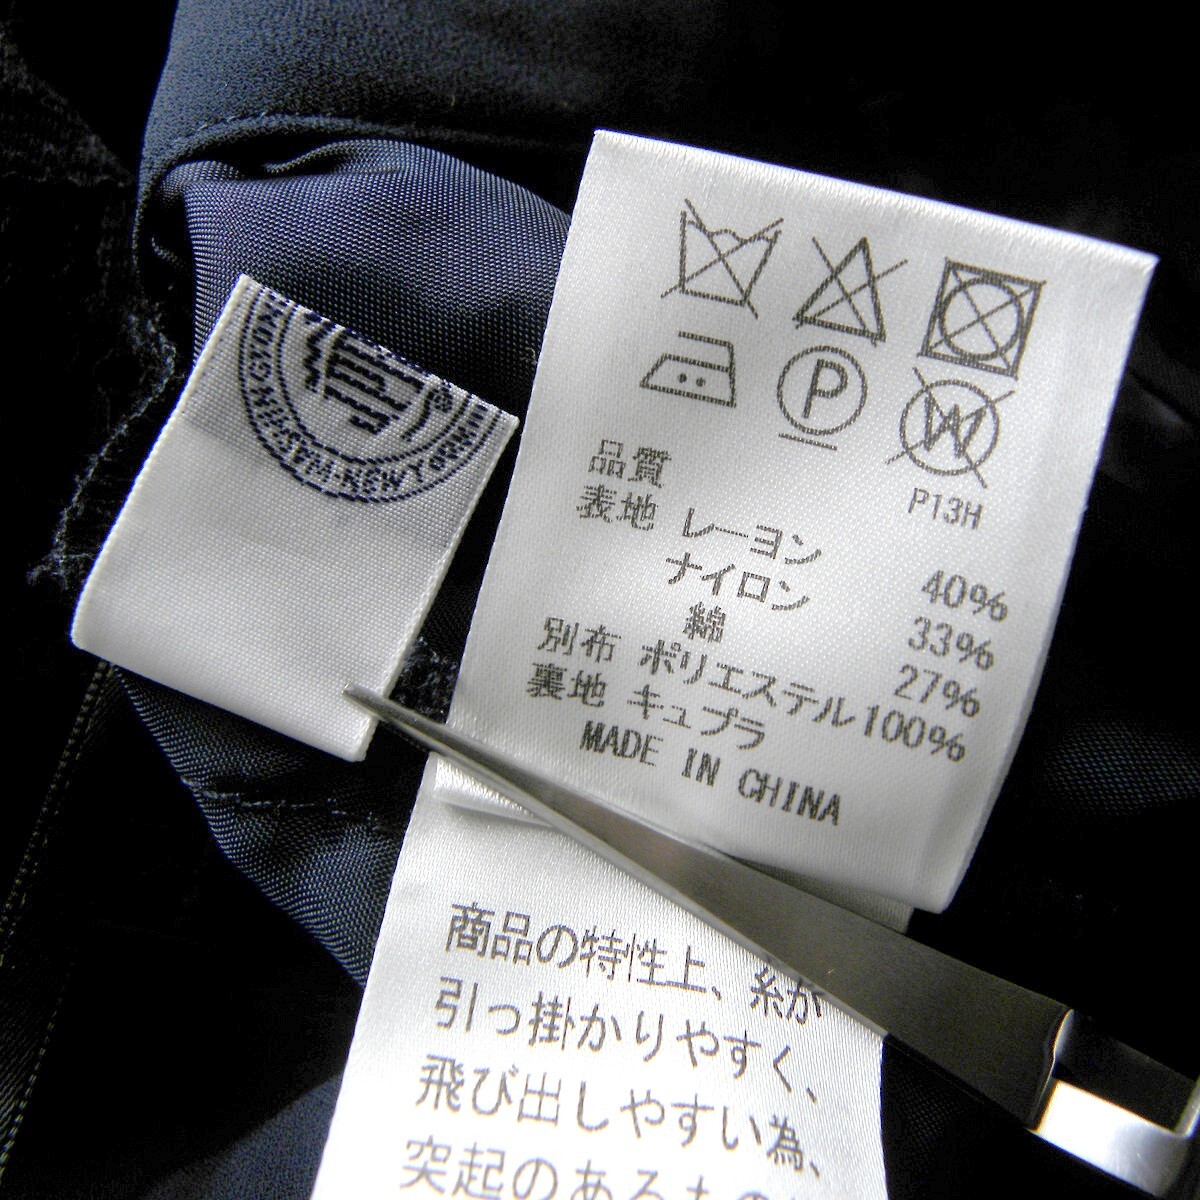 P
W
P13H
品質
表地 レーヨン 40%
ナイロン 33%
綿 27%
別布 ポリエステル 100%
裏地 キュプラ
MADE IN CHINA
商品の特性上、糸が
引っ掛かりやすく、
飛び出しやすい為、
突起のあるもの